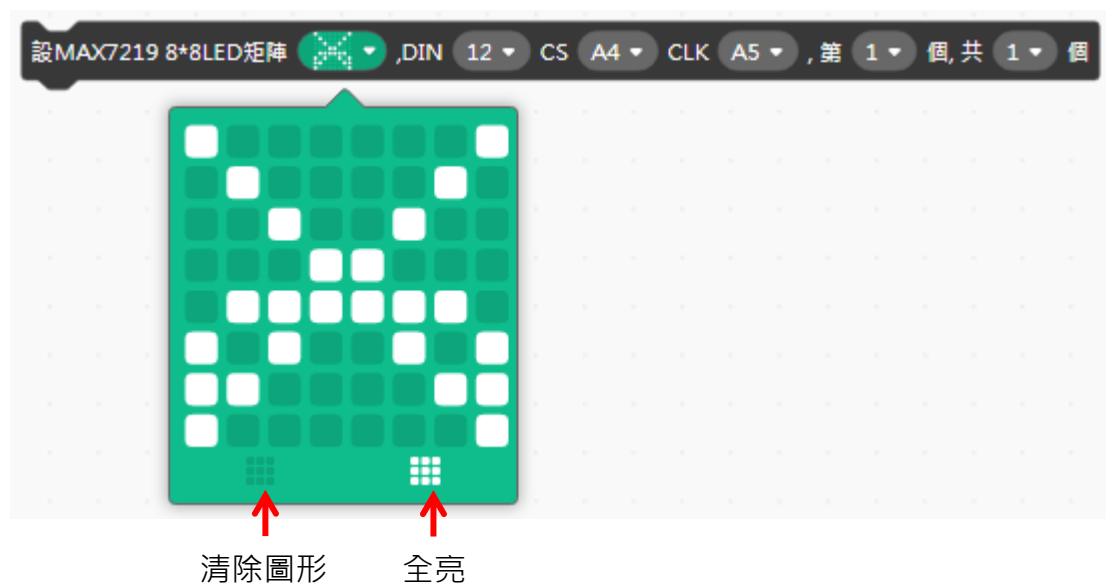 設MAX7219 8*8LED矩陣 ,DIN 12 CS A4 CLK A5 , 第 1 個, 共 1 個
清除圖形 全亮